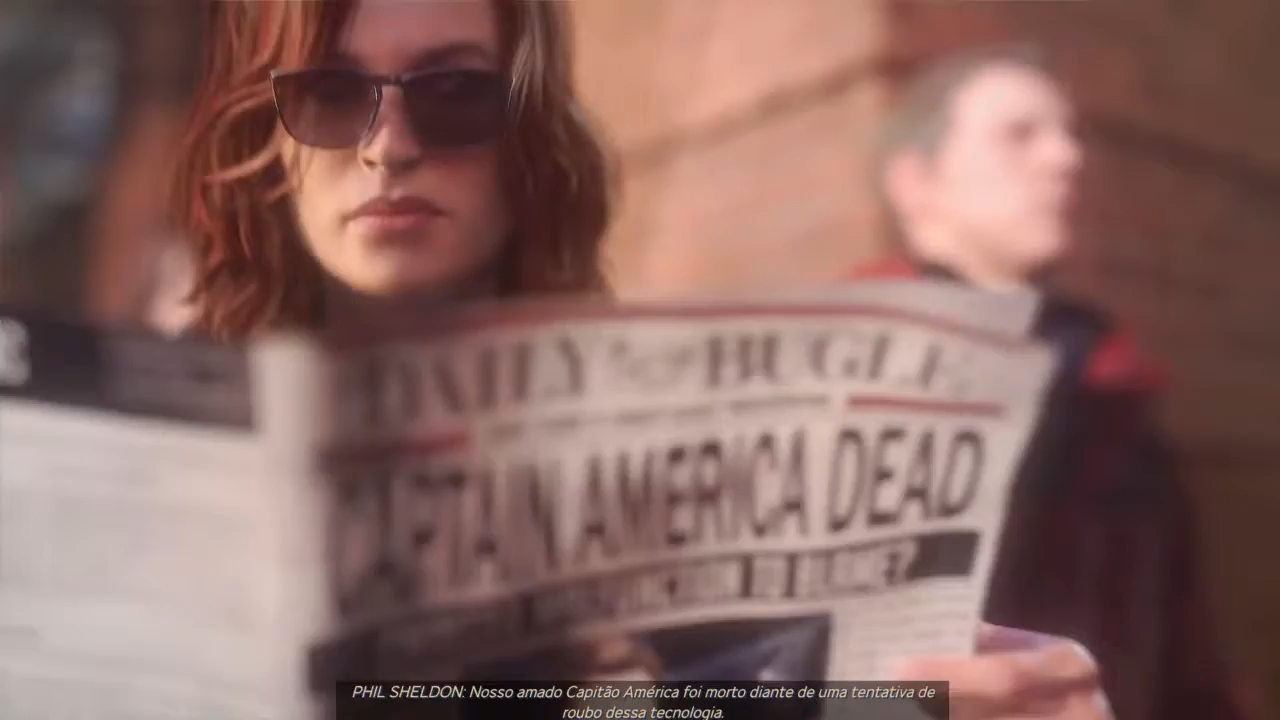 DAILY BUGLE
CAPTAIN AMERICA DEAD
PHIL SHELDON: Nosso amado Capitão América foi morto diante de uma tentativa de
roubo dessa tecnologia.